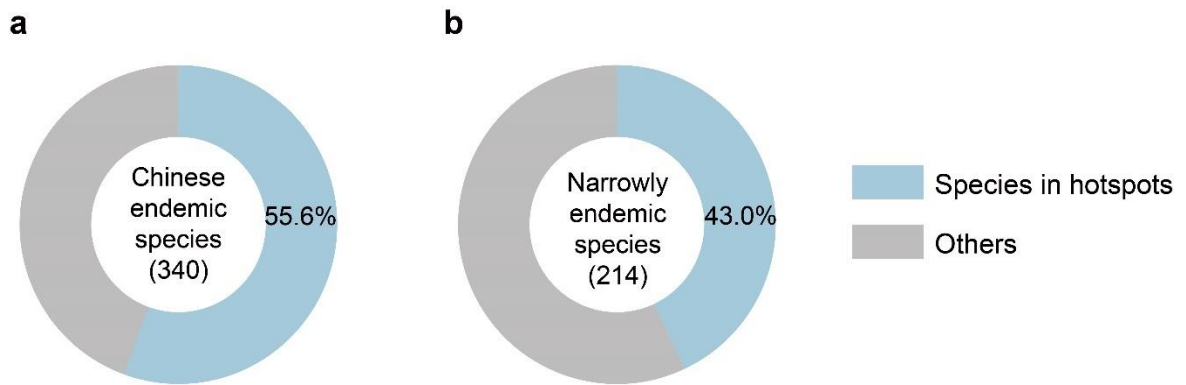 a
b
Chinese
endemic
species
(340)
55.6%
Narrowly
endemic
species
(214)
43.0%
Species in hotspots
Others